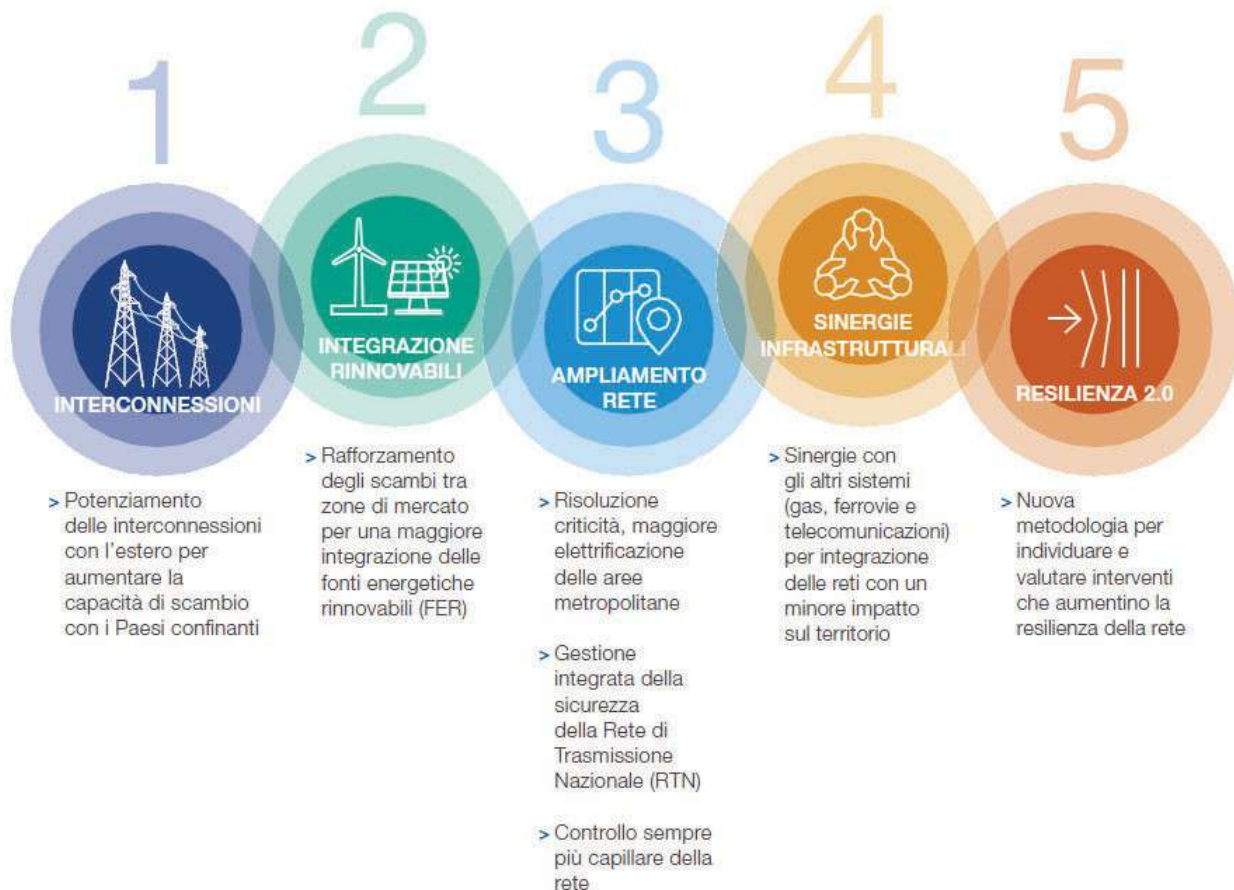 1
INTERCONNESSIONI
> Potenziamento
delle interconnessioni
con l'estero per
aumentare la
capacità di scambio
con i Paesi confinanti
2
INTEGRAZIONE
RINNOVABILI
> Rafforzamento
degli scambi tra
zone di mercato
per una maggiore
integrazione delle
fonti energetiche
rinnovabili (FER)
3
AMPLIAMENTO
RETE
> Risoluzione
criticità, maggiore
elettrificazione
delle aree
metropolitane
> Gestione
integrata della
sicurezza
della Rete di
Trasmissione
Nazionale (RTN)
> Controllo sempre
più capillare della
rete
4
SINERGIE
INFRASTRUTTURALI
> Sinergie con
gli altri sistemi
(gas, ferrovie e
telecomunicazioni)
per integrazione
delle reti con un
minore impatto
sul territorio
5
RESILIENZA 2.0
> Nuova
metodologia per
individuare e
valutare interventi
che aumentino la
resilienza della rete